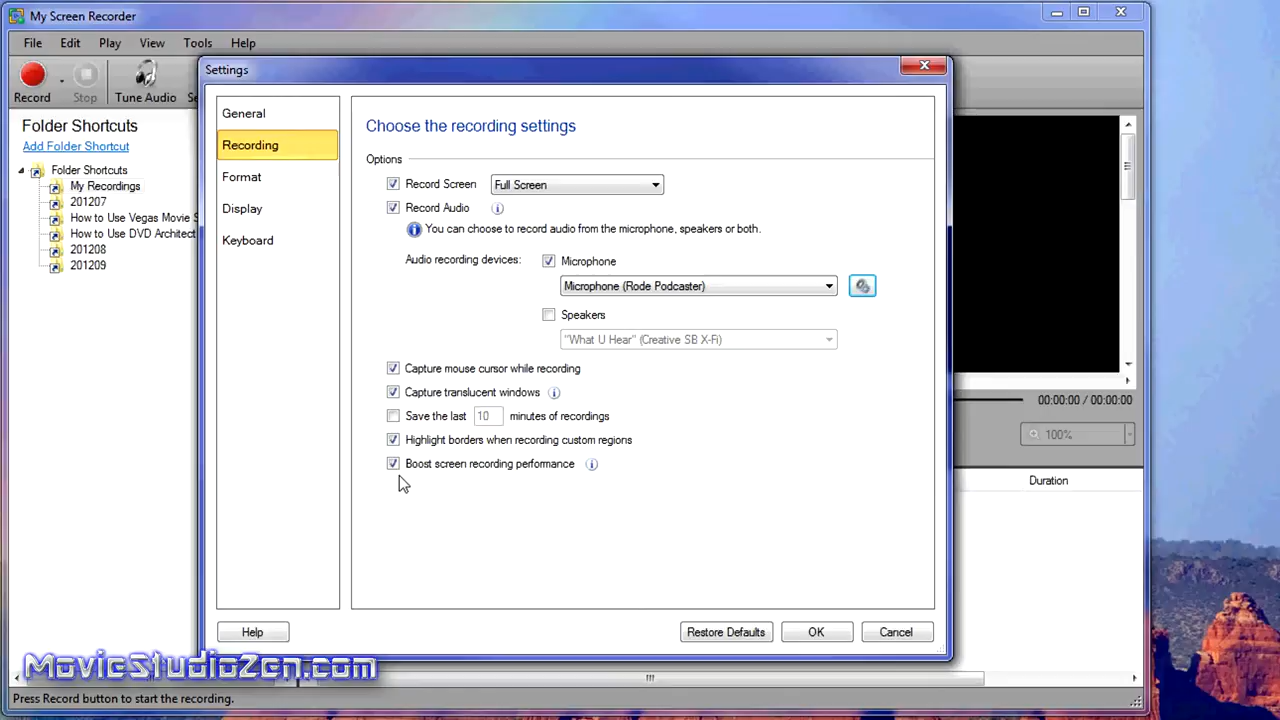 My Screen Recorder
File Edit Play View Tools Help
Record Stop Tune Audio
Folder Shortcuts
Add Folder Shortcut
Folder Shortcuts
My Recordings
201207
How to Use Vegas Movie S
How to Use DVD Architect
201208
201209
Settings
General
Recording
Format
Display
Keyboard
Choose the recording settings
Options
Record Screen Full Screen
Record Audio
You can choose to record audio from the microphone, speakers or both.
Audio recording devices: Microphone
Microphone (Rode Podcaster)
Speakers
"What U Hear" (Creative SB X-Fi)
Capture mouse cursor while recording
Capture translucent windows
Save the last 10 minutes of recordings
Highlight borders when recording custom regions
Boost screen recording performance
Help Restore Defaults OK Cancel
00:00:00 / 00:00:00
100%
Duration
MovieStudioZen.com
Press Record button to start the recording.